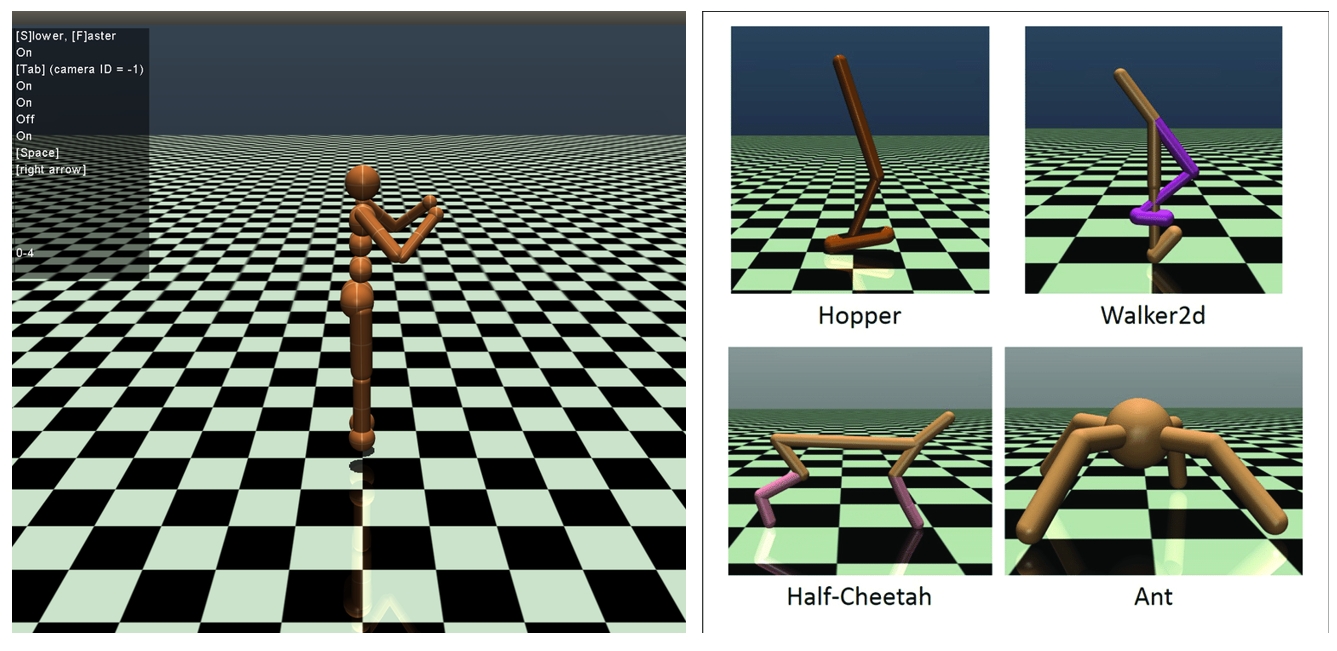 [S]lower, [F]aster
On
[Tab] (camera ID = -1)
On
On
Off
On
[Space]
[right arrow]
0-4
Hopper
Walker2d
Half-Cheetah
Ant